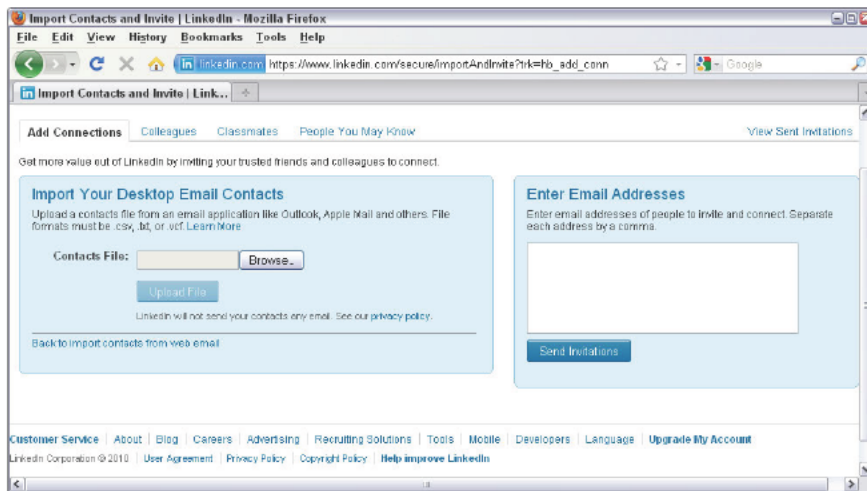 Import Contacts and Invite | LinkedIn - Mozilla Firefox
File Edit View History Bookmarks Tools Help
linkedin.com https://www.linkedin.com/secure/importAndInvite?trk=hb_add_conn Google
Import Contacts and Invite | Link...
Add Connections Colleagues Classmates People You May Know View Sent Invitations
Get more value out of LinkedIn by inviting your trusted friends and colleagues to connect.
Import Your Desktop Email Contacts
Upload a contacts file from an email application like Outlook, Apple Mail and others. File
formats must be .csv, .txt, or .vcf. Learn More
Contacts File: Browse...
Upload File
LinkedIn will not send your contacts any email. See our privacy policy.
Back to import contacts from web email
Enter Email Addresses
Enter email addresses of people to invite and connect. Separate
each address by a comma.
Send Invitations
Customer Service | About | Blog | Careers | Advertising | Recruiting Solutions | Tools | Mobile | Developers | Language | Upgrade My Account
LinkedIn Corporation © 2010 | User Agreement | Privacy Policy | Copyright Policy | Help improve LinkedIn